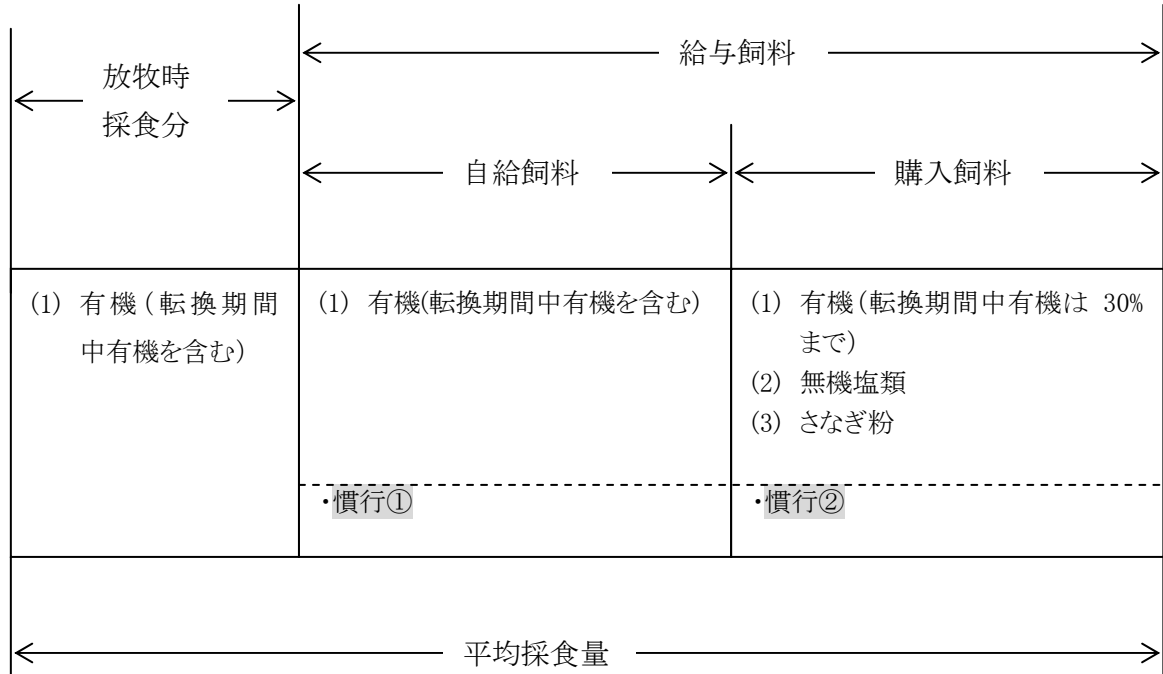 放牧時
採食分
給与飼料
自給飼料
購入飼料
(1) 有機(転換期間
中有機を含む)
(1) 有機(転換期間中有機を含む)
・慣行①
(1) 有機(転換期間中有機は 30%
まで)
(2) 無機塩類
(3) さなぎ粉
・慣行②
平均採食量